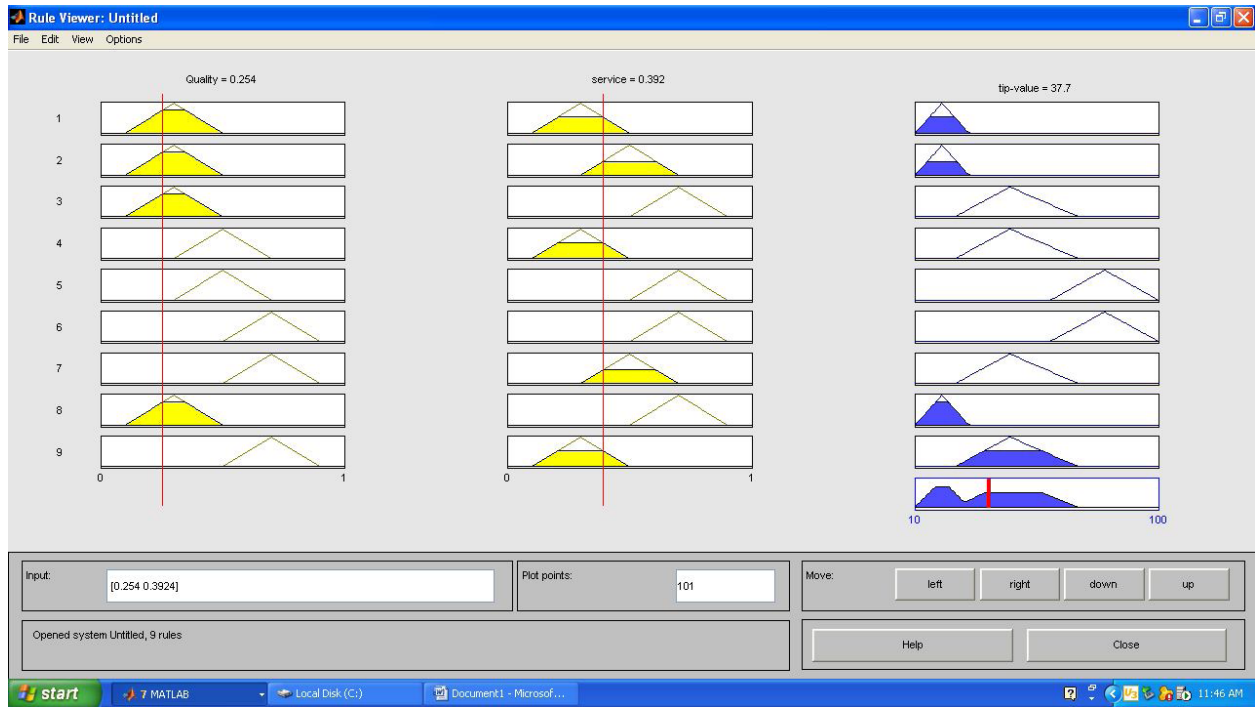 Rule Viewer: Untitled
File Edit View Options
Quality = 0.254
service = 0.392
tip-value = 37.7
1
2
3
4
5
6
7
8
9
0 1
0 1
10 100
Input:
[0.254 0.3924]
Plot points:
101
Move:
left right down up
Opened system Untitled, 9 rules
Help Close
start 7 MATLAB Local Disk (C:) Document1 - Microsof... 11:46 AM